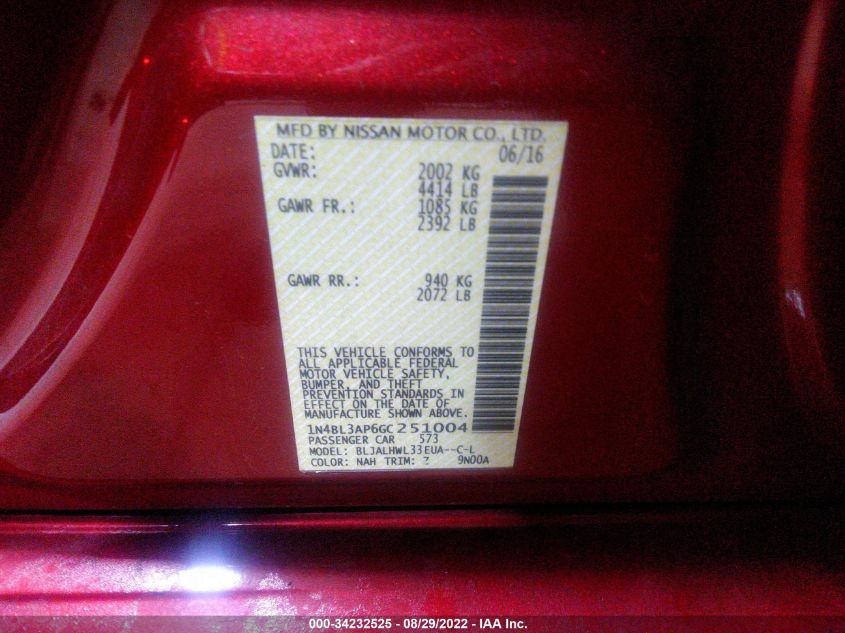 MFD BY NISSAN MOTOR CO., LTD.
DATE: 06/16
GVWR: 2002 KG
4414 LB
GAWR FR.: 1085 KG
2392 LB
GAWR RR.: 940 KG
2072 LB
THIS VEHICLE CONFORMS TO
ALL APPLICABLE FEDERAL
MOTOR VEHICLE SAFETY,
BUMPER, AND THEFT
PREVENTION STANDARDS IN
EFFECT ON THE DATE OF
MANUFACTURE SHOWN ABOVE.
1N4BL3AP6GC251004
PASSENGER CAR 573
MODEL: BLJALHWL33EUA--C-L
COLOR: NAH TRIM: 9N00A
000-34232525 - 08/29/2022 - IAA Inc.